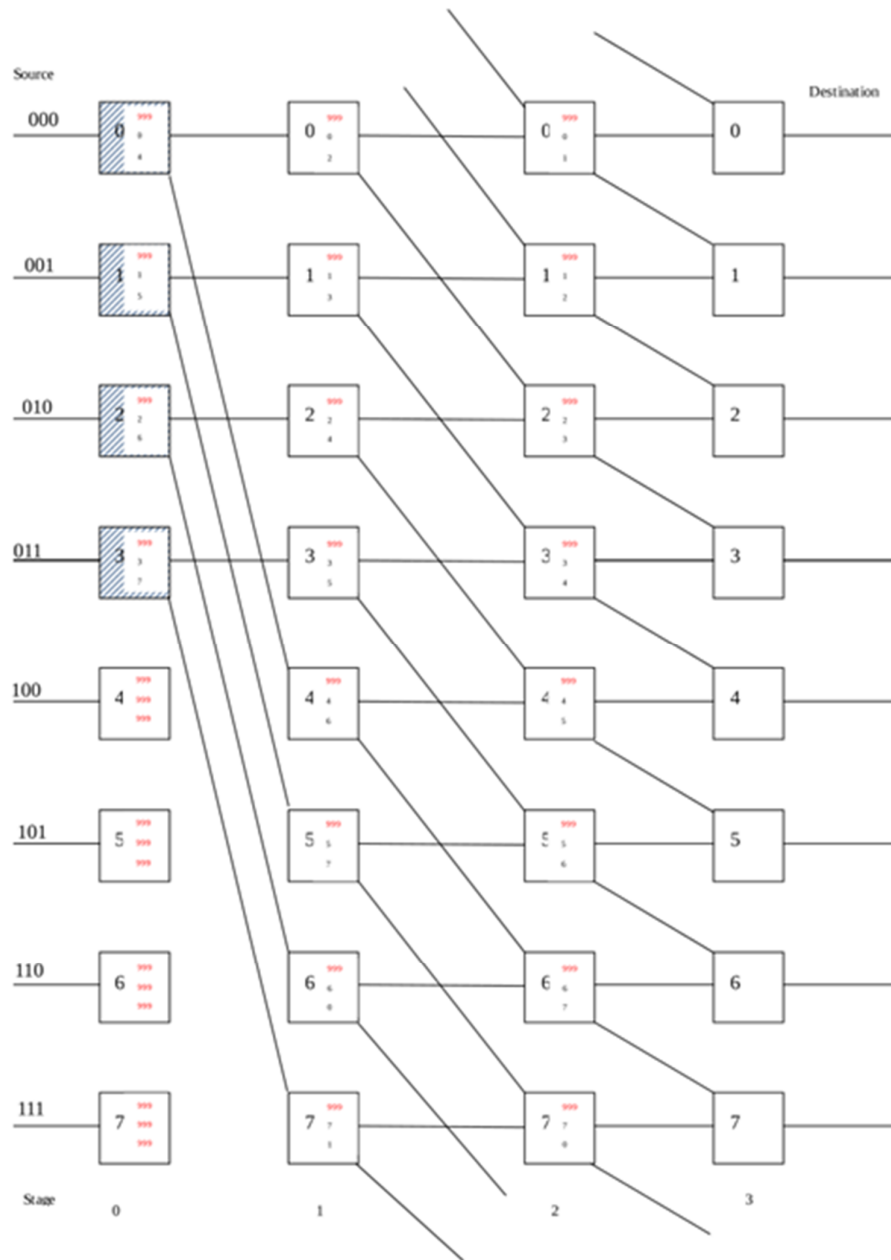 Source
Destination
000
0 999 0 4
0 999 0 2
0 999 0 1
0
001
1 999 1 5
1 999 1 3
1 999 1 2
1
010
2 999 2 6
2 999 2 4
2 999 2 3
2
011
3 999 3 7
3 999 3 5
3 999 3 4
3
100
4 999 999 999
4 999 4 6
4 999 4 5
4
101
5 999 999 999
5 999 5 7
5 999 5 6
5
110
6 999 999 999
6 999 6 0
6 999 6 7
6
111
7 999 999 999
7 999 7 1
7 999 7 0
7
Stage
0
1
2
3